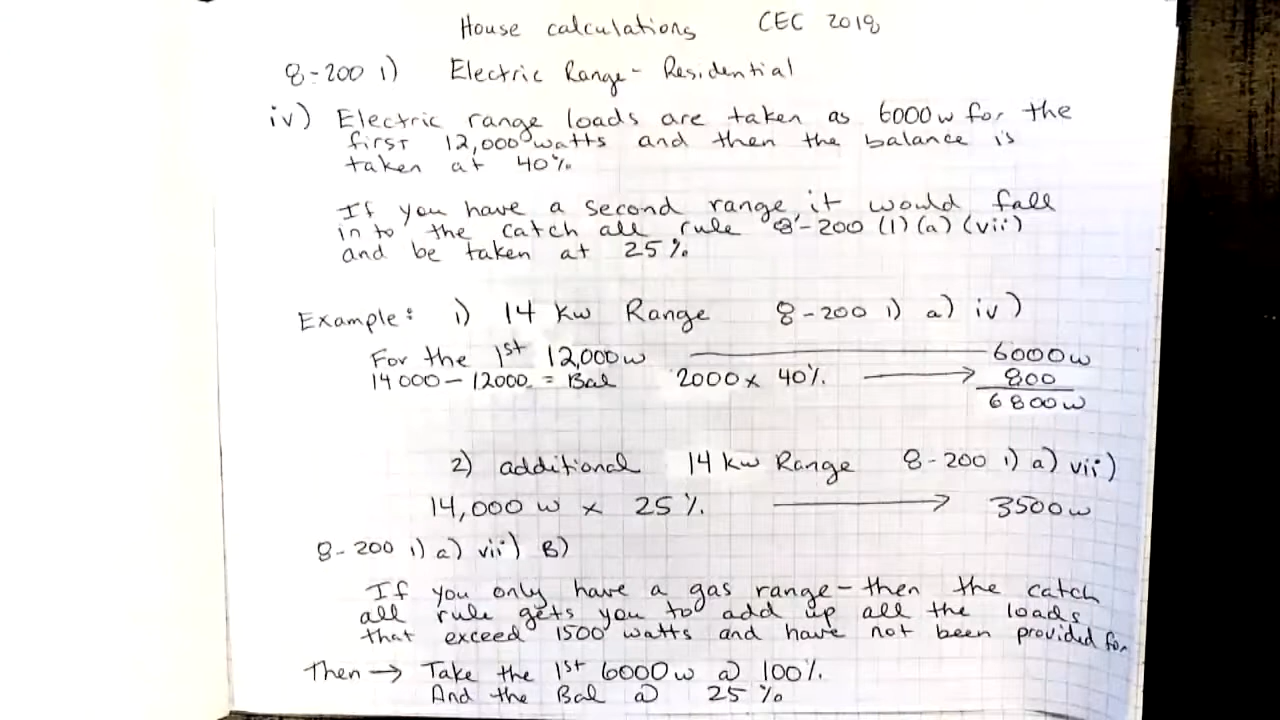 House calculations CEC 2018
8-200 1) Electric Range - Residential
iv) Electric range loads are taken as 6000w for the
first 12,000 watts and then the balance is
taken at 40%
If you have a second range, it would fall
in to the catch all rule 8-200 (1)(a)(vii)
and be taken at 25%
Example: 1) 14 kw Range 8-200 1) a) iv)
For the 1st 12,000w 6000w
14000 - 12000 = Bal 2000 x 40% → 800
6800w
2) additional 14 kw Range 8-200 1) a) vii)
14,000 w x 25% → 3500w
8-200 1) a) vii) B)
If you only have a gas range - then the catch
all rule gets you to add up all the loads
that exceed 1500 watts and have not been provided for
Then → Take the 1st 6000w @ 100%
And the Bal @ 25%